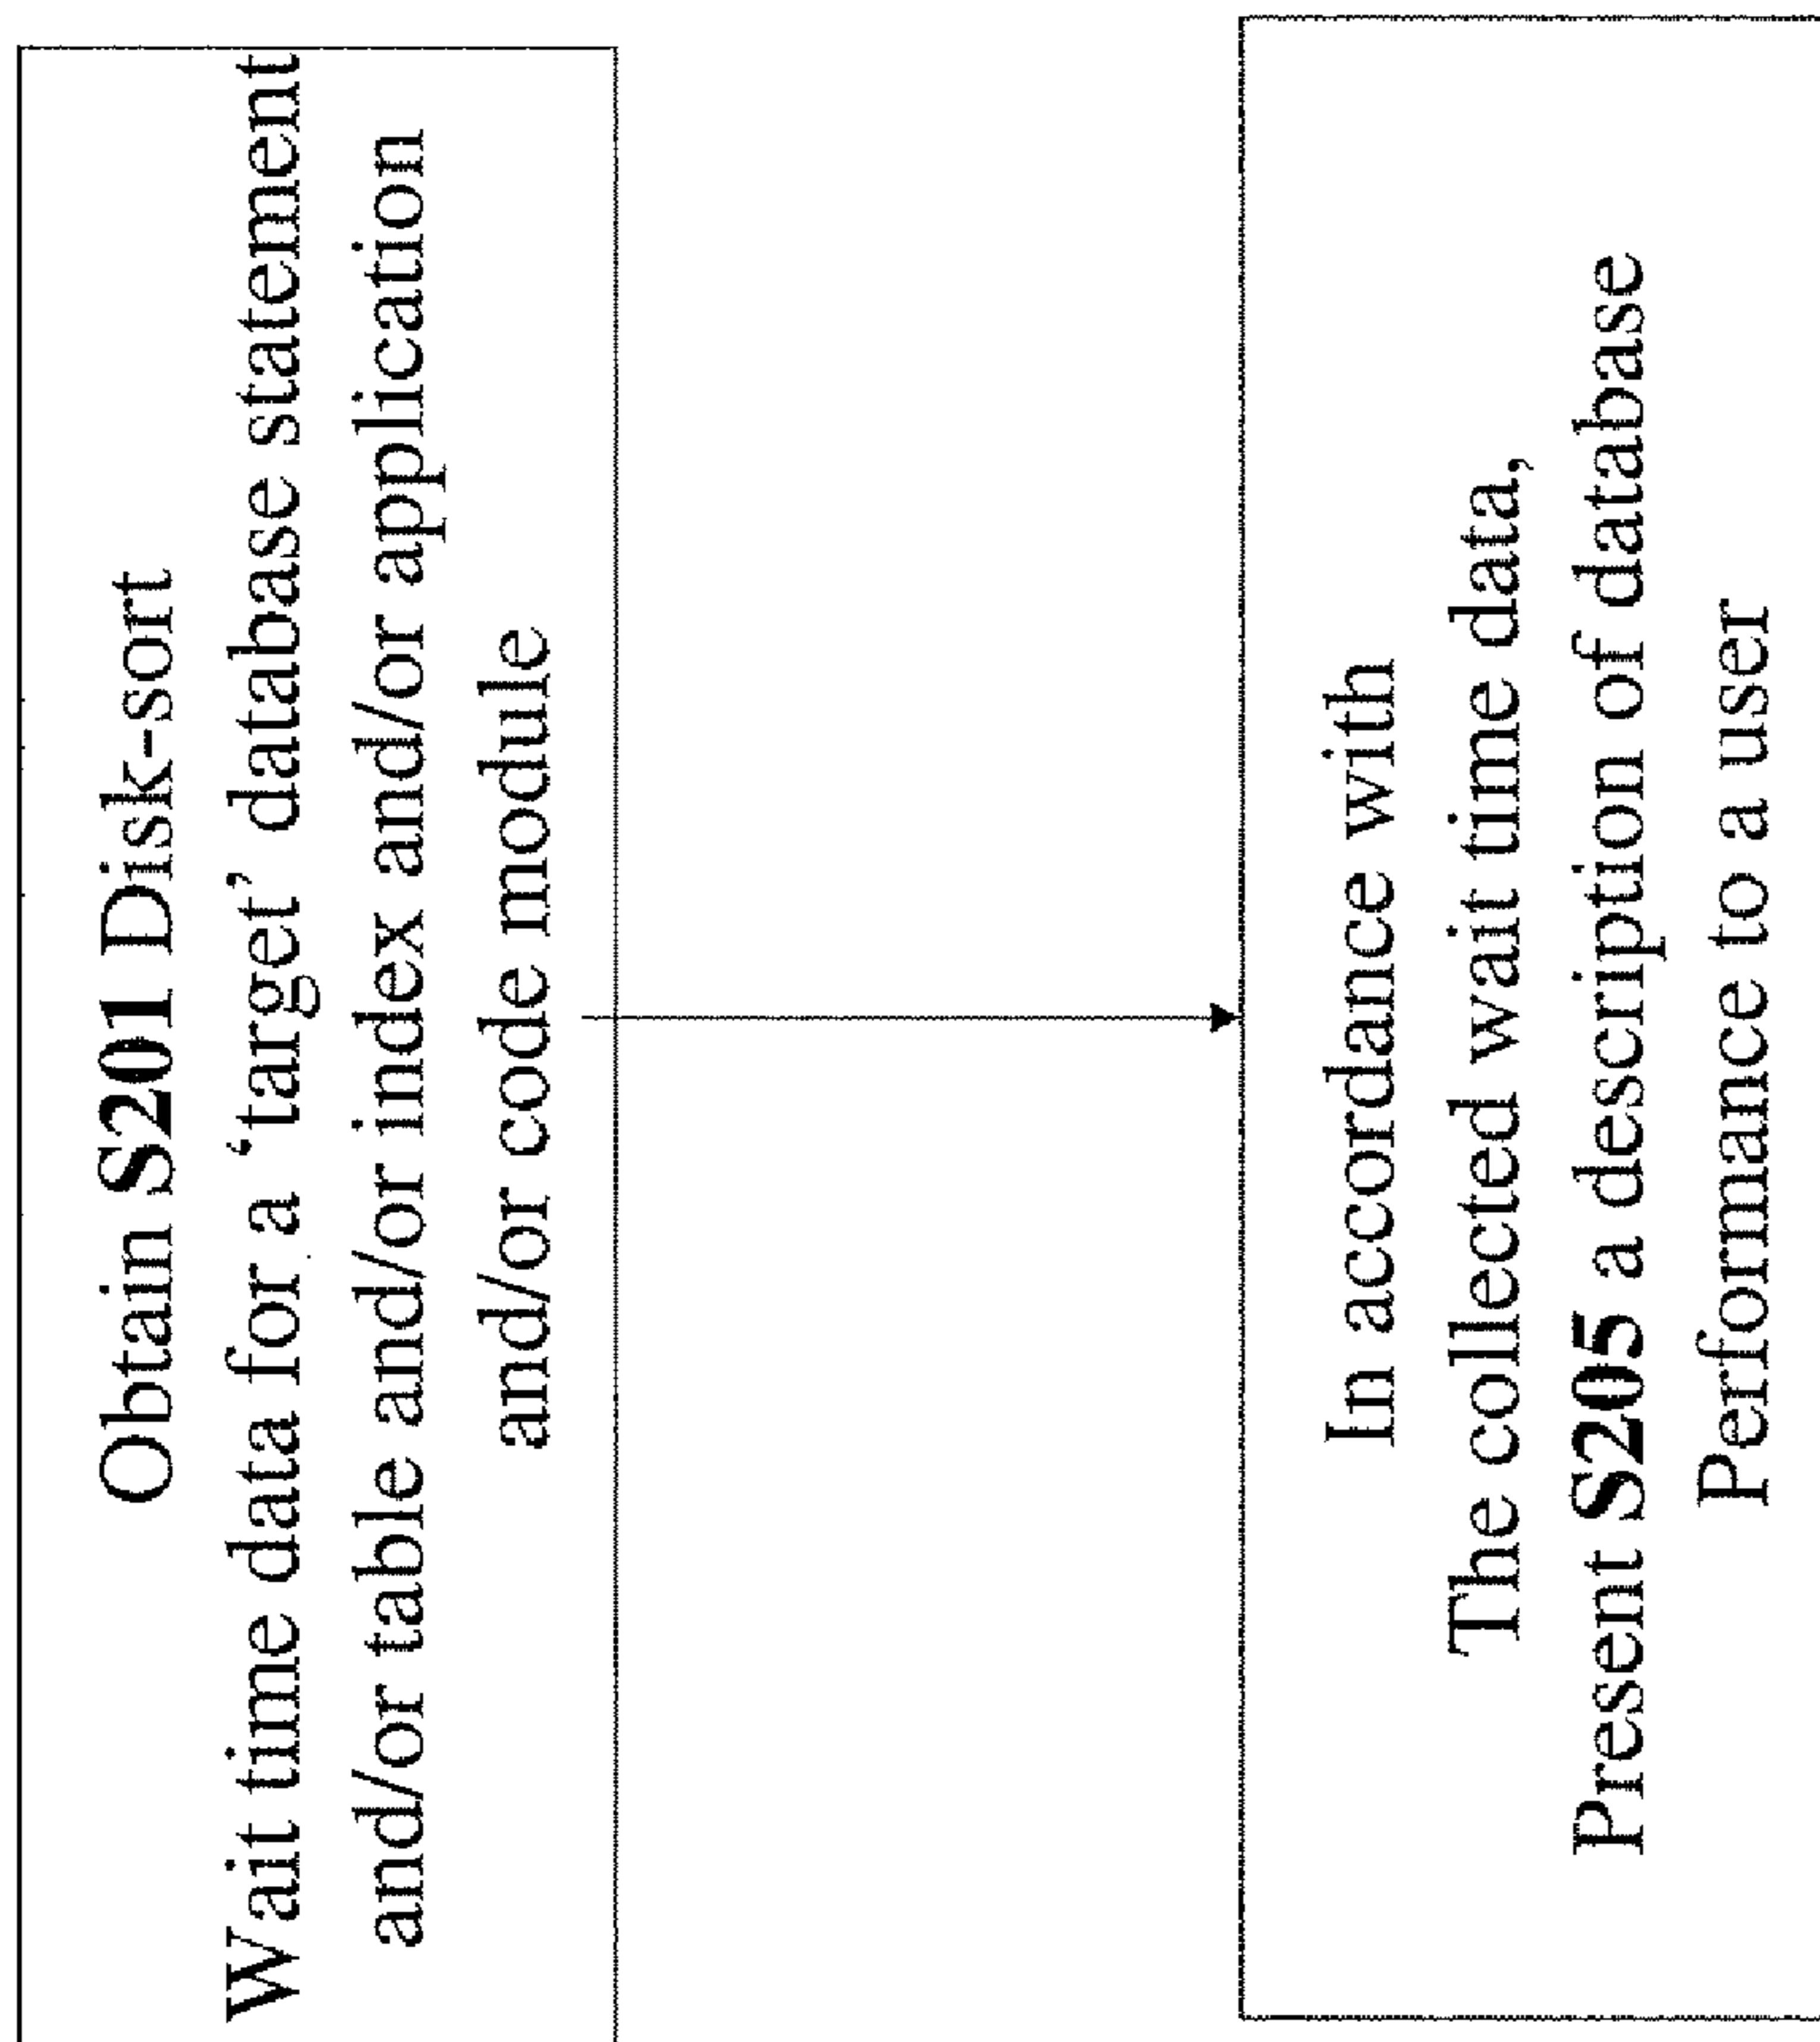 Obtain S201 Disk-sort
Wait time data for a ‘target’ database statement
and/or table and/or index and/or application
and/or code module
In accordance with
The collected wait time data,
Present S205 a description of database
Performance to a user